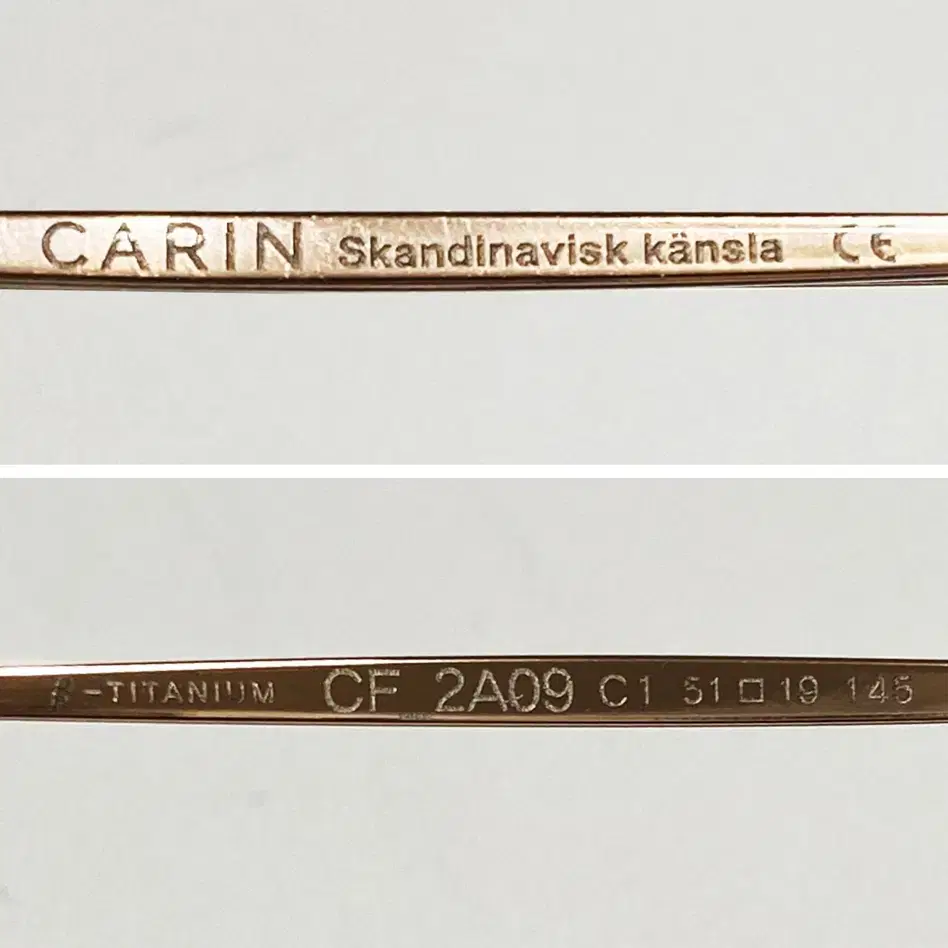 CARIN Skandinavisk känsla CE
β-TITANIUM CF 2A09 C1 51□19 145